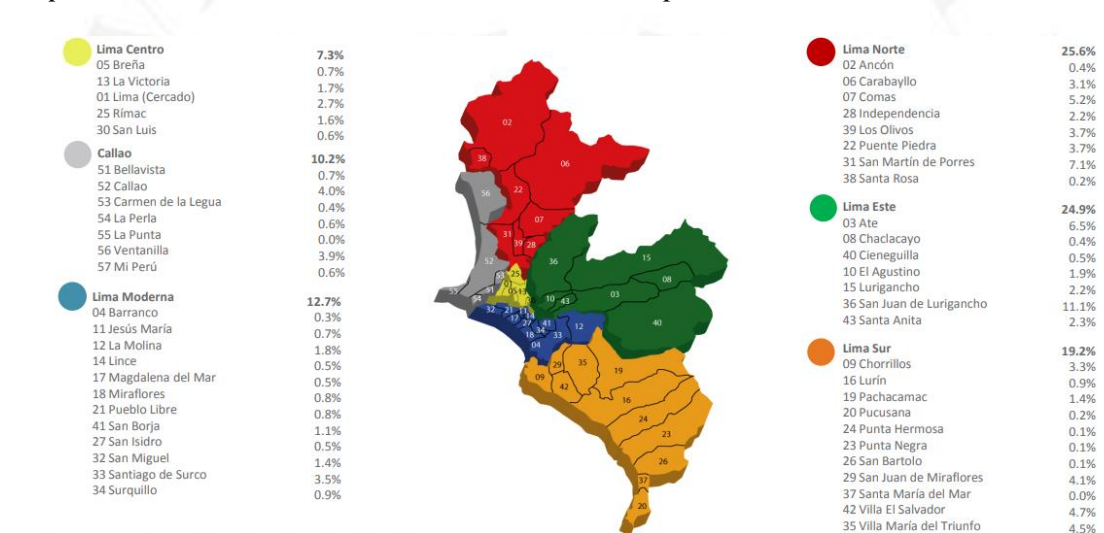 Lima Centro 7.3%
05 Breña 0.7%
13 La Victoria 1.7%
01 Lima (Cercado) 2.7%
25 Rímac 1.6%
30 San Luis 0.6%
Callao 10.2%
51 Bellavista 0.7%
52 Callao 4.0%
53 Carmen de la Legua 0.4%
54 La Perla 0.6%
55 La Punta 0.0%
56 Ventanilla 3.9%
57 Mi Perú 0.6%
Lima Moderna 12.7%
04 Barranco 0.3%
11 Jesús María 0.7%
12 La Molina 1.8%
14 Lince 0.5%
17 Magdalena del Mar 0.5%
18 Miraflores 0.8%
21 Pueblo Libre 0.8%
41 San Borja 1.1%
27 San Isidro 0.5%
32 San Miguel 1.4%
33 Santiago de Surco 3.5%
34 Surquillo 0.9%
02
38
06
56
22
07
31
39
28
52
36
15
25
53
01
08
03
05
13
10
43
51
55
54
40
32
21
17
27
41
34
18
33
12
04
29
35
19
09
42
16
24
23
26
37
20
Lima Norte 25.6%
02 Ancón 0.4%
06 Carabayllo 3.1%
07 Comas 5.2%
28 Independencia 2.2%
39 Los Olivos 3.7%
22 Puente Piedra 3.7%
31 San Martín de Porres 7.1%
38 Santa Rosa 0.2%
Lima Este 24.9%
03 Ate 6.5%
08 Chaclacayo 0.4%
40 Cieneguilla 0.5%
10 El Agustino 1.9%
15 Lurigancho 2.2%
36 San Juan de Lurigancho 11.1%
43 Santa Anita 2.3%
Lima Sur 19.2%
09 Chorrillos 3.3%
16 Lurín 0.9%
19 Pachacamac 1.4%
20 Pucusana 0.2%
24 Punta Hermosa 0.1%
23 Punta Negra 0.1%
26 San Bartolo 0.1%
29 San Juan de Miraflores 4.1%
37 Santa María del Mar 0.0%
42 Villa El Salvador 4.7%
35 Villa María del Triunfo 4.5%